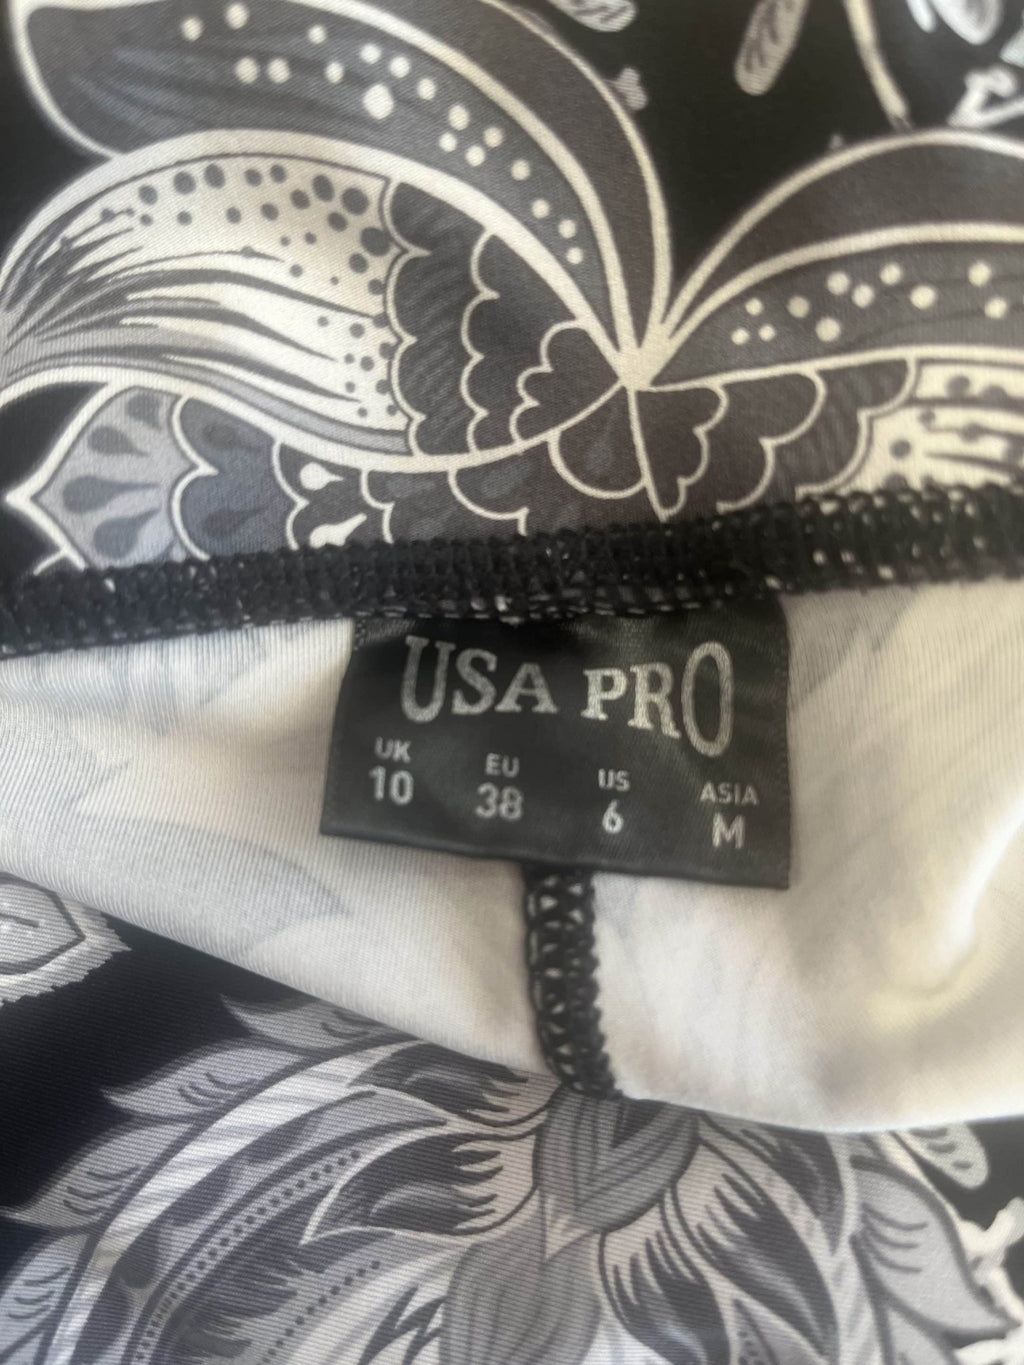 USA PRO
UK EU US ASIA
10 38 6 M